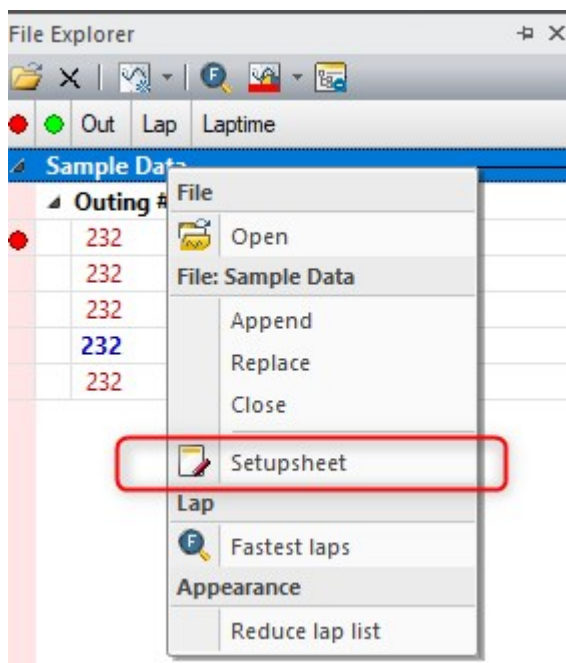 File Explorer
Out Lap Laptime
Sample Data
Outing #
232
232
232
232
232
File
Open
File: Sample Data
Append
Replace
Close
Setupsheet
Lap
F Fastest laps
Appearance
Reduce lap list